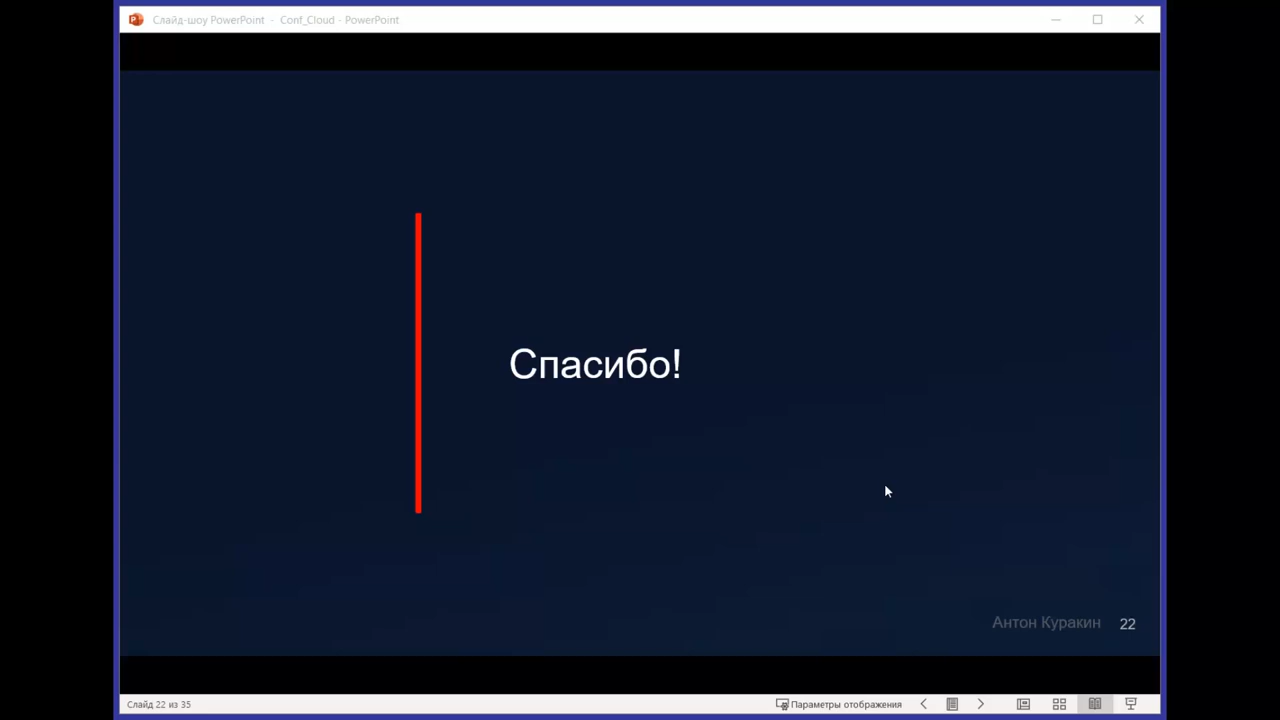 Слайд-шоу PowerPoint - Conf_Cloud - PowerPoint
Спасибо!
Антон Куракин 22
Слайд 22 из 35
Параметры отображения